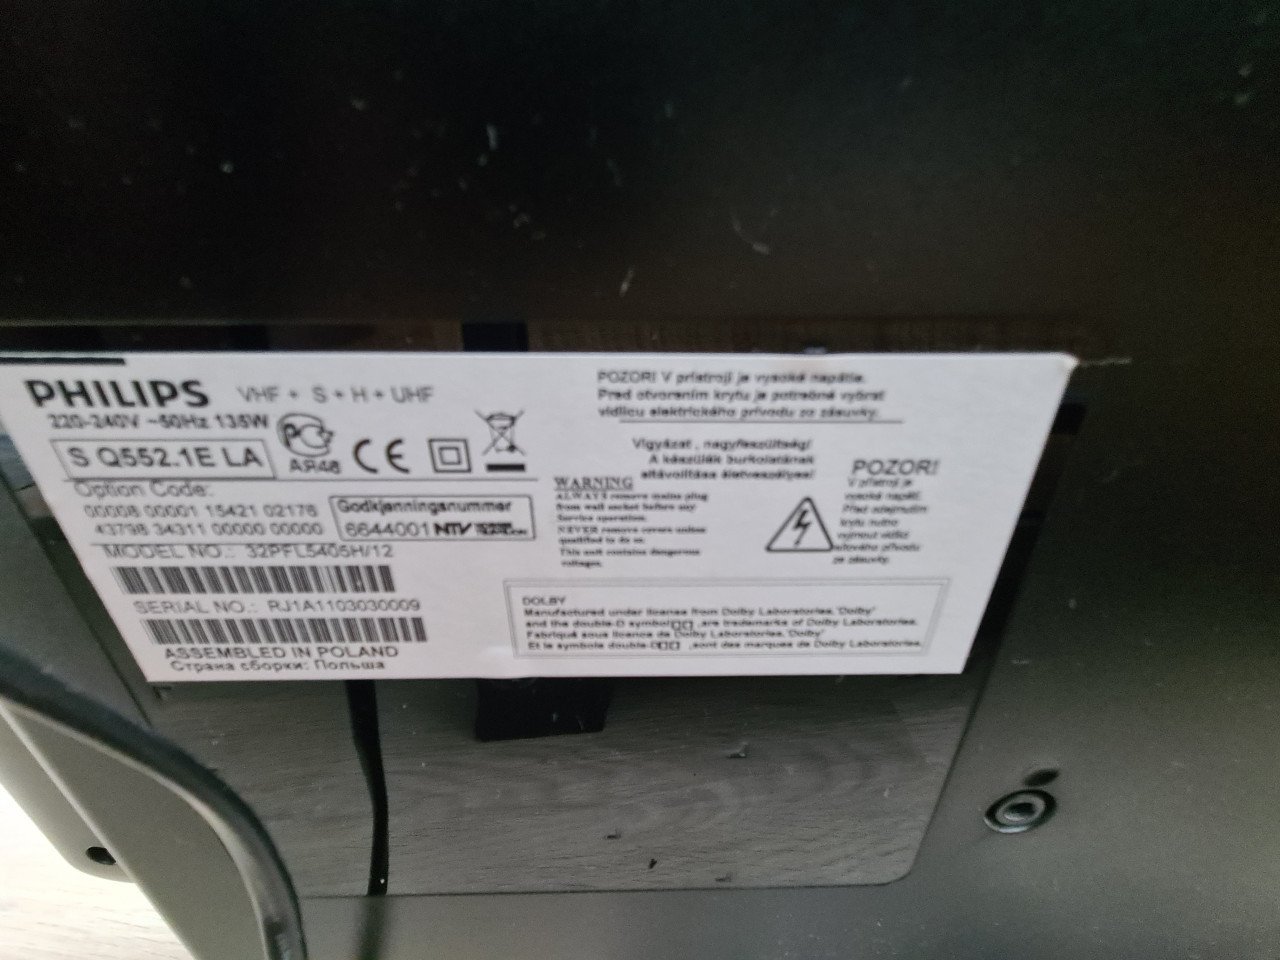 PHILIPS VHF + S + H + UHF
220-240V ~50Hz 135W
S Q552.1E LA
AR48
Option Code:
00008 00001 15421 02176
43798 34311 00000 00000
Godkjenningsnummer
6644001 NTV
MODEL NO.: 32PFL5405H/12
SERIAL NO.: RJ1A1103030009
ASSEMBLED IN POLAND
Страна сборки: Польша
POZOR! V prístroji je vysoké napätie.
Pred otvorením krytu je potrebné vybrat
vidlicu elektrického prívodu zo zásuvky.
Vigyázat, nagyfeszültség!
A készülék burkolatának
eltávolítása életveszélyes!
WARNING
ALWAYS remove mains plug
from wall socket before any
Service operation.
NEVER remove covers unless
qualified to do so.
This unit contains dangerous
voltages.
POZOR!
V přístroji je
vysoké napětí.
Před odejmutím
krytu nutno
vyjmout vidlici
síťového přívodu
ze zásuvky.
DOLBY
Manufactured under license from Dolby Laboratories. 'Dolby'
and the double-D symbol ,are trademarks of Dolby Laboratories.
Fabriqué sous licence de Dolby Laboratories. 'Dolby'
Et le symbole double-D ,sont des marques de Dolby Laboratories.